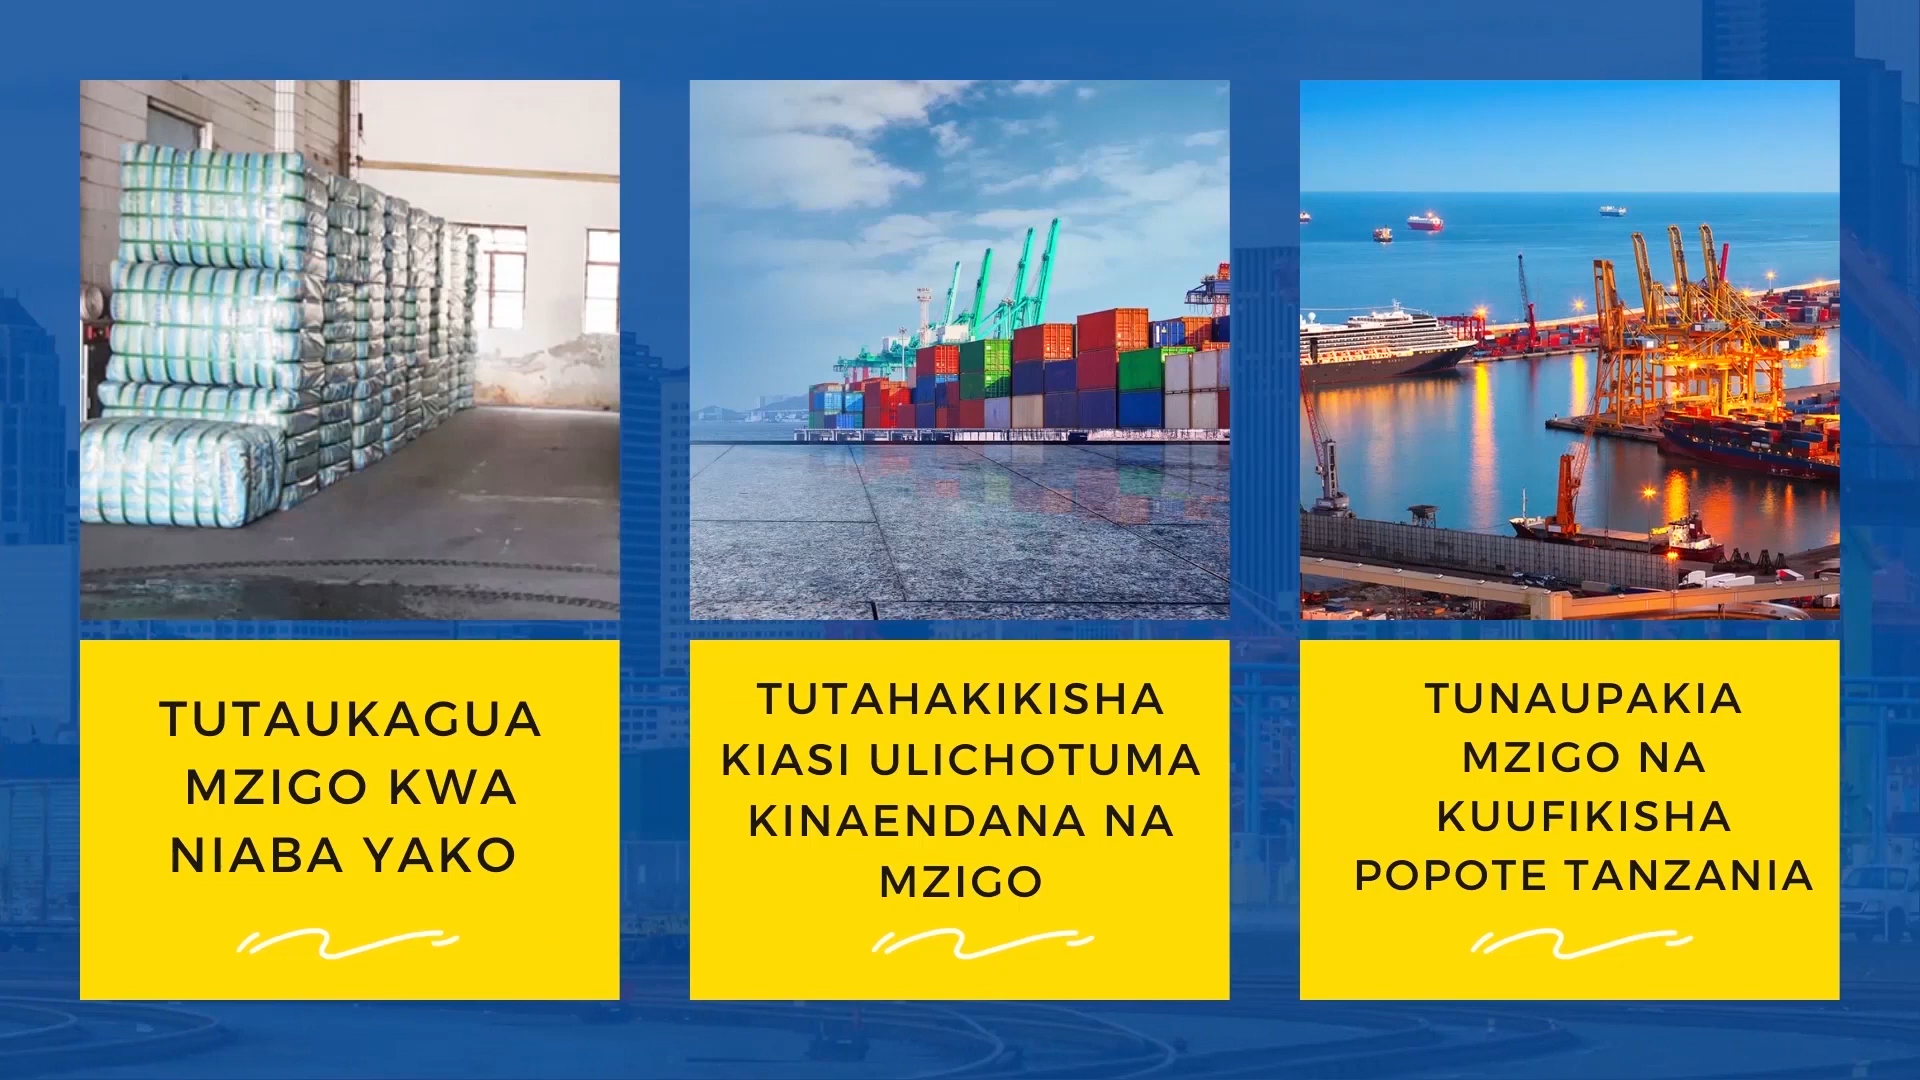 TUTAUKAGUA
MZIGO KWA
NIABA YAKO
TUTAHAKIKISHA
KIASI ULICHOTUMA
KINAENDANA NA
MZIGO
TUNAUPAKIA
MZIGO NA
KUUFIKISHA
POPOTE TANZANIA